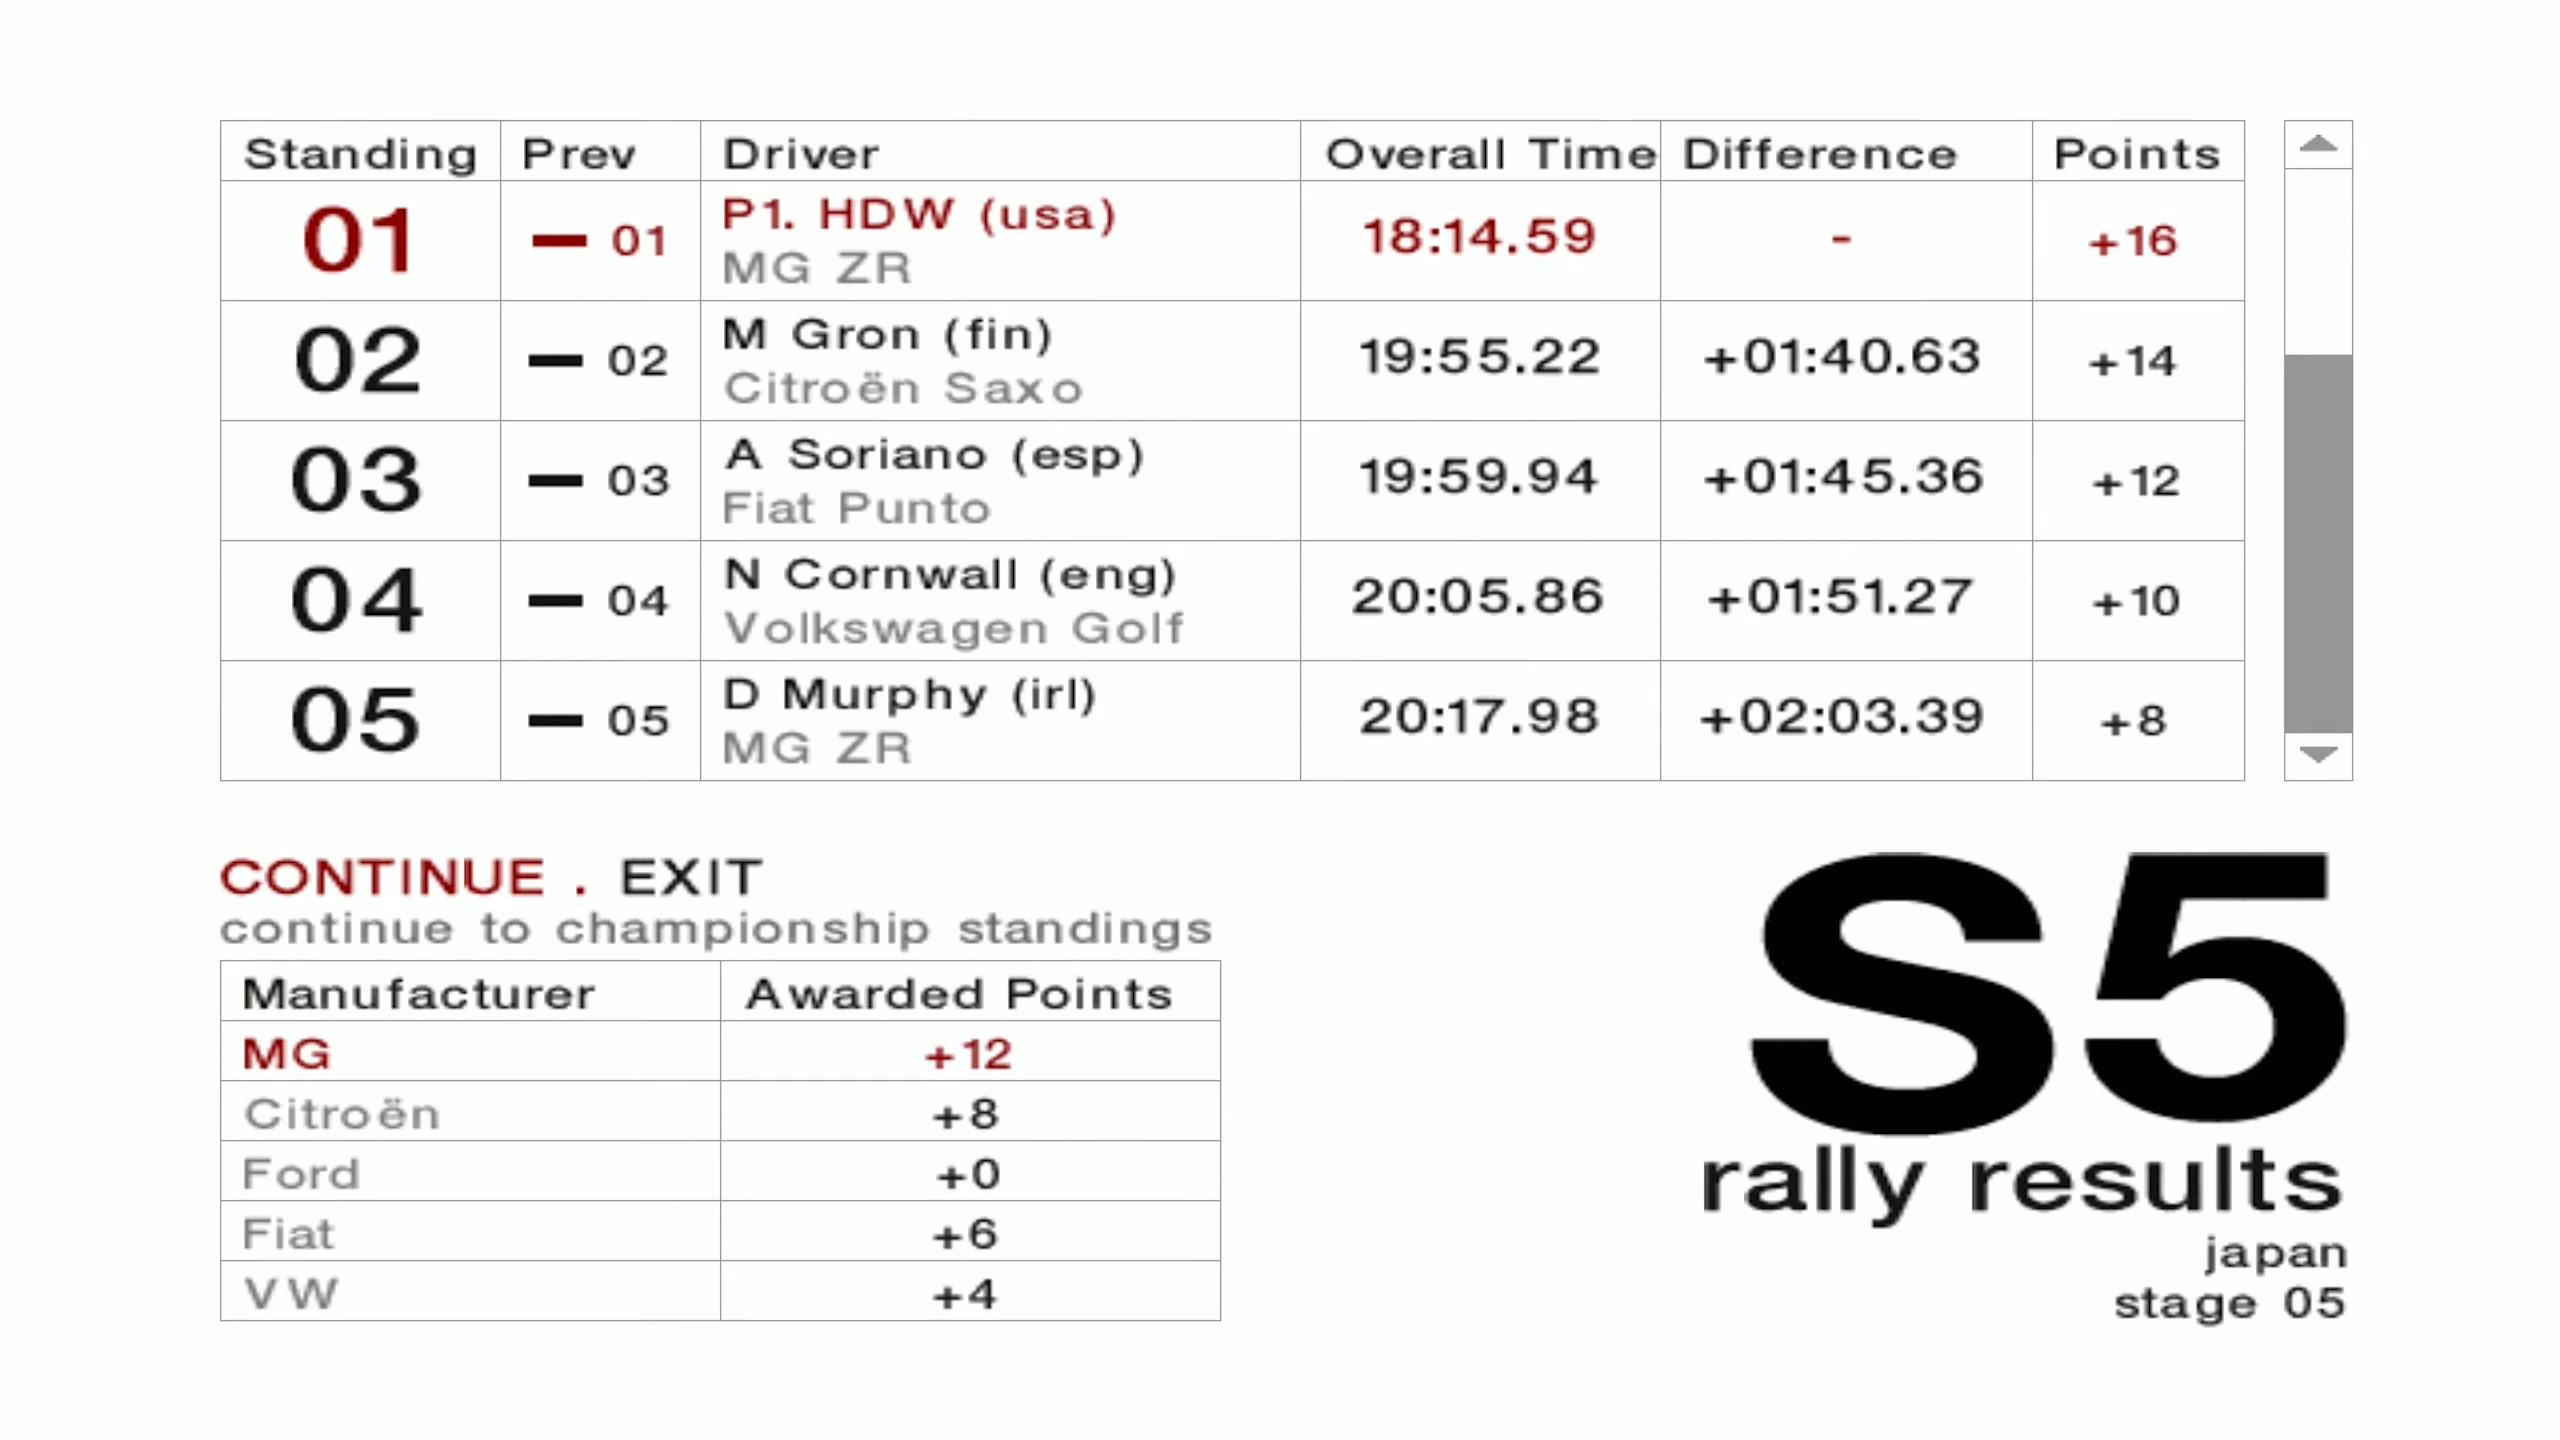 Standing Prev Driver Overall Time Difference Points
01 — 01 P1. HDW (usa) 18:14.59 - +16
MG ZR
02 — 02 M Gron (fin) 19:55.22 +01:40.63 +14
Citroën Saxo
03 — 03 A Soriano (esp) 19:59.94 +01:45.36 +12
Fiat Punto
04 — 04 N Cornwall (eng) 20:05.86 +01:51.27 +10
Volkswagen Golf
05 — 05 D Murphy (irl) 20:17.98 +02:03.39 +8
MG ZR
CONTINUE . EXIT
continue to championship standings
Manufacturer Awarded Points
MG +12
Citroën +8
Ford +0
Fiat +6
VW +4
S5
rally results
japan
stage 05